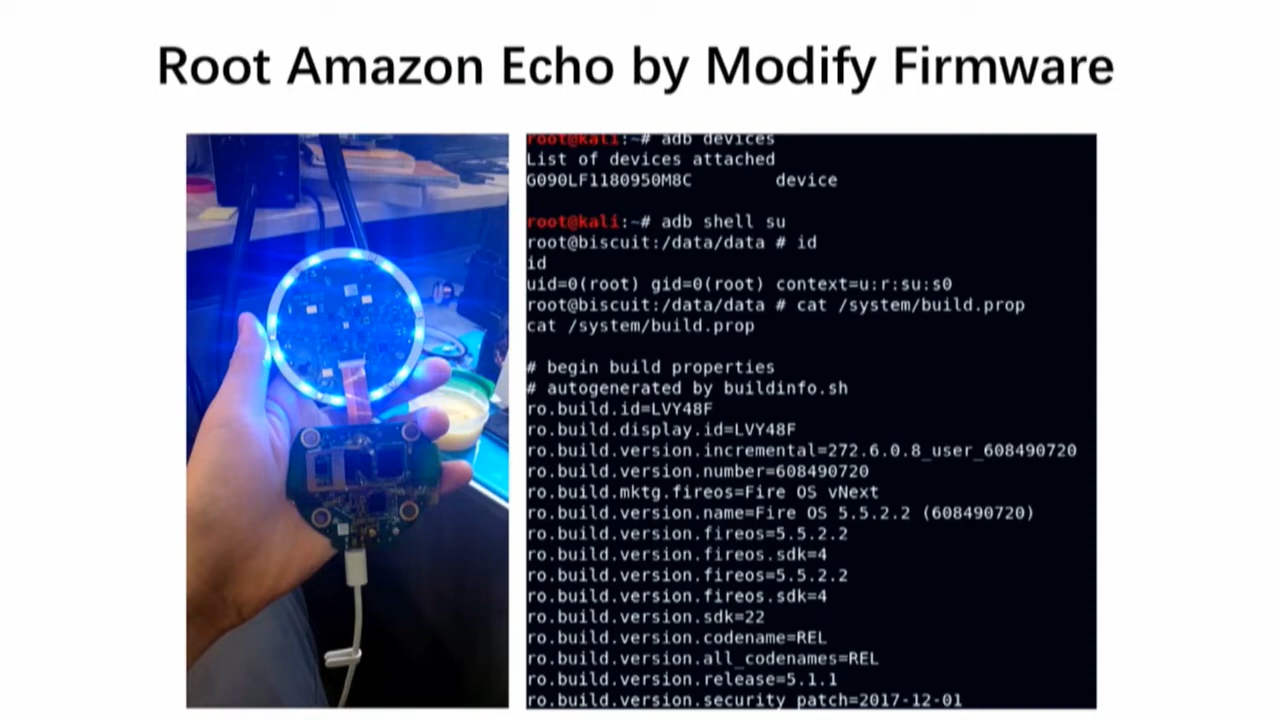 Root Amazon Echo by Modify Firmware
root@kali:~# adb devices
List of devices attached
G090LF1180950M8C device
root@kali:~# adb shell su
root@biscuit:/data/data # id
id
uid=0(root) gid=0(root) context=u:r:su:s0
root@biscuit:/data/data # cat /system/build.prop
cat /system/build.prop
# begin build properties
# autogenerated by buildinfo.sh
ro.build.id=LVY48F
ro.build.display.id=LVY48F
ro.build.version.incremental=272.6.0.8_user_608490720
ro.build.version.number=608490720
ro.build.mktg.fireos=Fire OS vNext
ro.build.version.name=Fire OS 5.5.2.2 (608490720)
ro.build.version.fireos=5.5.2.2
ro.build.version.fireos.sdk=4
ro.build.version.fireos=5.5.2.2
ro.build.version.fireos.sdk=4
ro.build.version.sdk=22
ro.build.version.codename=REL
ro.build.version.all_codenames=REL
ro.build.version.release=5.1.1
ro.build.version.security_patch=2017-12-01